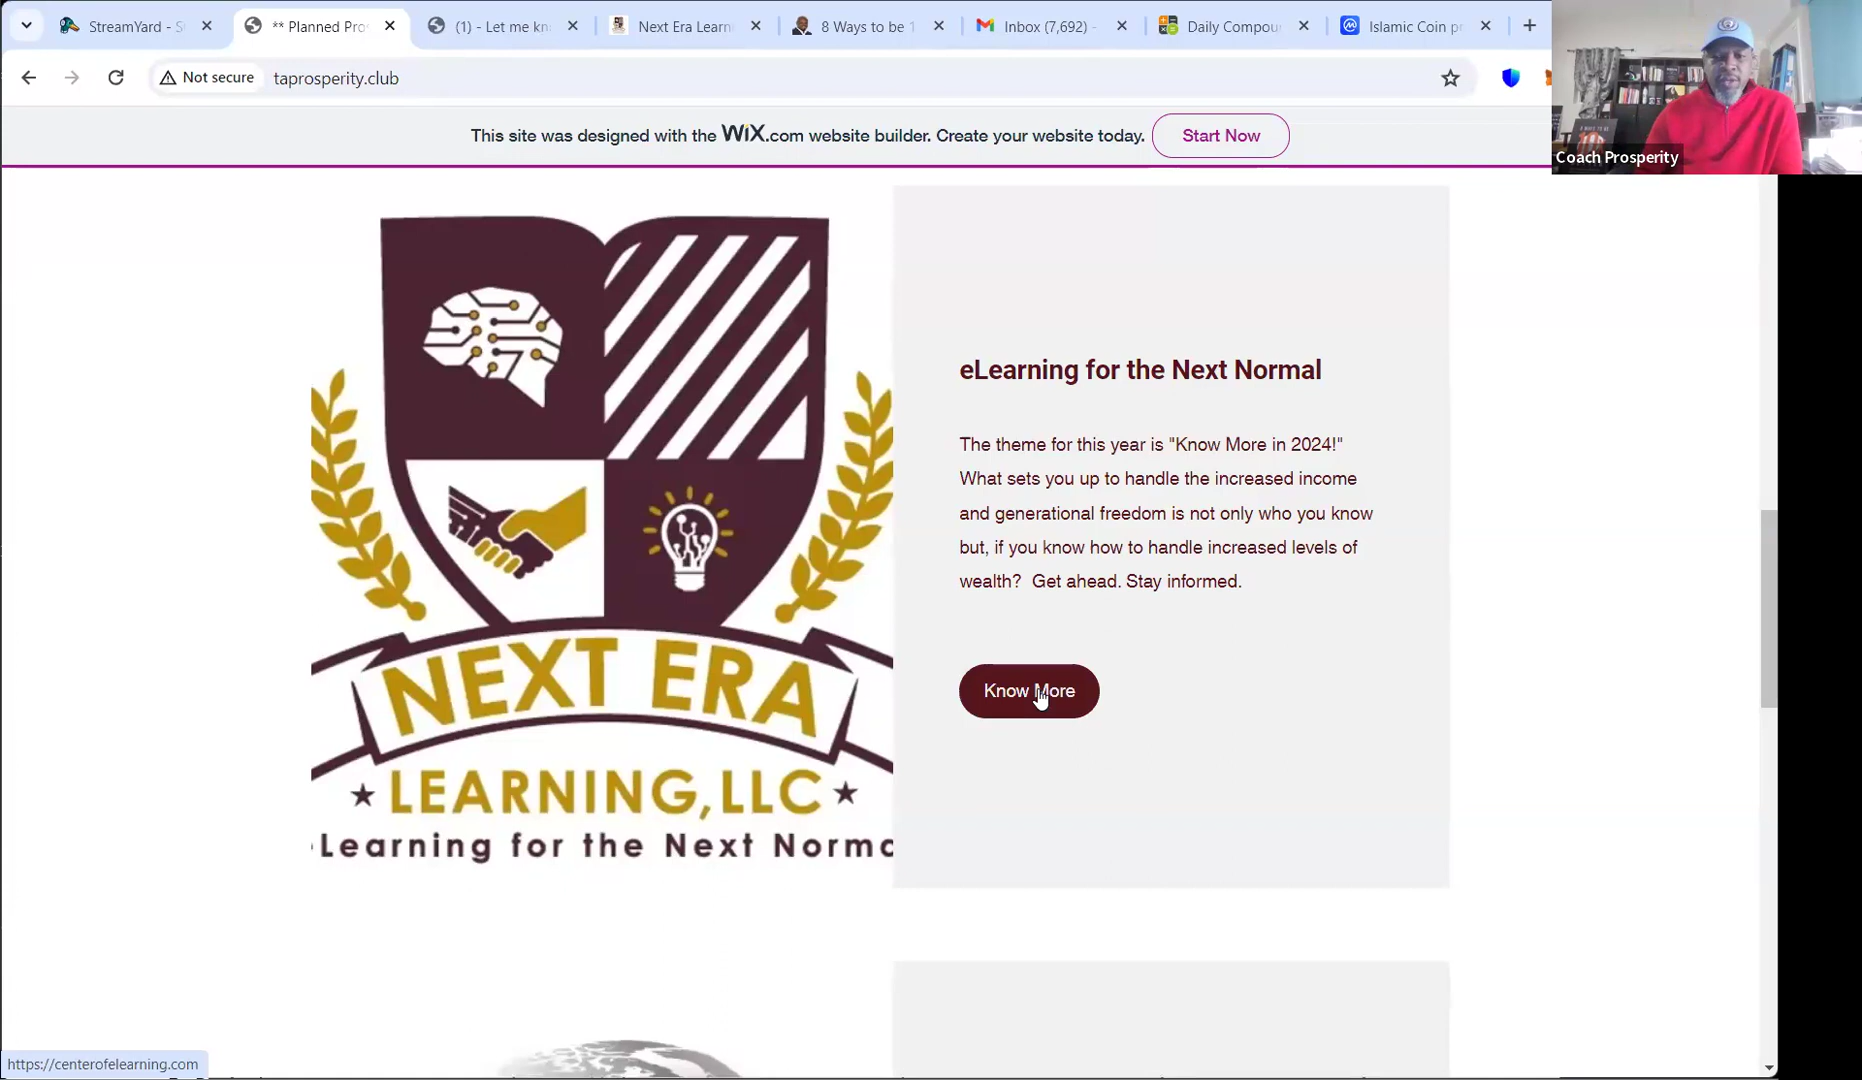 StreamYard - S
** Planned Pro
(1) - Let me kn
Next Era Learn
8 Ways to be 1
Inbox (7,692) -
Daily Compou
Islamic Coin p
Not secure
taprosperity.club
This site was designed with the WiX.com website builder. Create your website today.
Start Now
Coach Prosperity
NEXT ERA
★ LEARNING,LLC ★
eLearning for the Next Norma
eLearning for the Next Normal
The theme for this year is "Know More in 2024!"
What sets you up to handle the increased income
and generational freedom is not only who you know
but, if you know how to handle increased levels of
wealth?  Get ahead. Stay informed.
Know More
https://centerofelearning.com